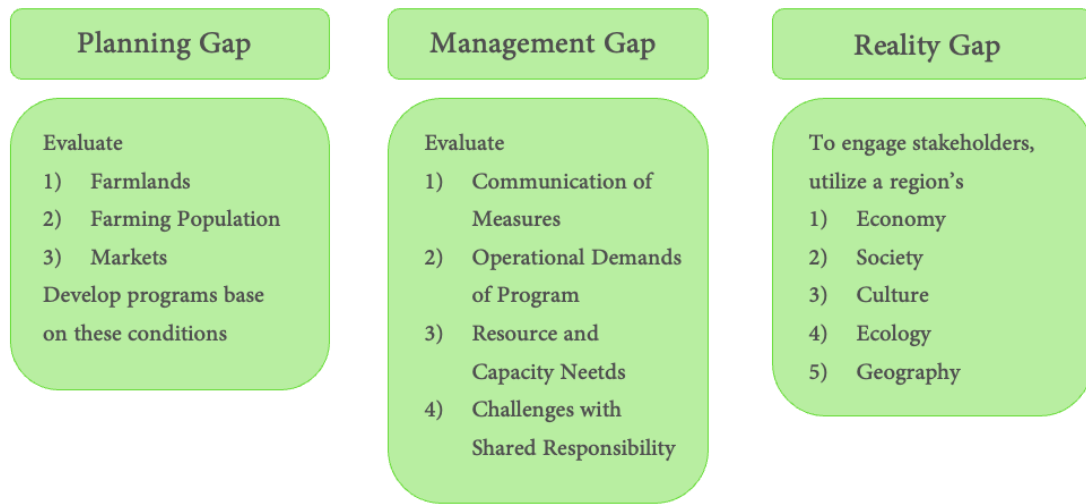 Planning Gap
Evaluate
1) Farmlands
2) Farming Population
3) Markets
Develop programs base
on these conditions
Management Gap
Evaluate
1) Communication of
Measures
2) Operational Demands
of Program
3) Resource and
Capacity Neetds
4) Challenges with
Shared Responsibility
Reality Gap
To engage stakeholders,
utilize a region’s
1) Economy
2) Society
3) Culture
4) Ecology
5) Geography